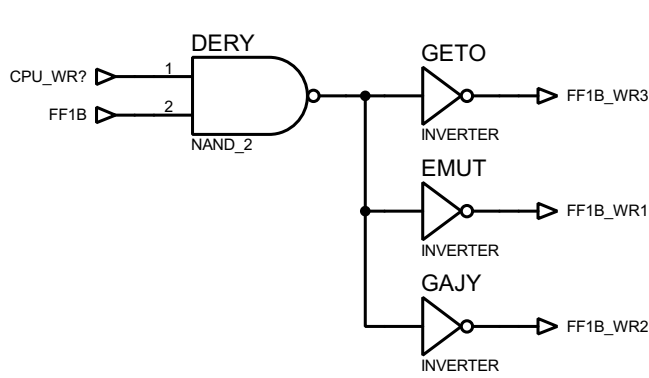 DERY
GETO
CPU_WR?
1
FF1B_WR3
FF1B
2
NAND_2
INVERTER
EMUT
FF1B_WR1
INVERTER
GAJY
FF1B_WR2
INVERTER